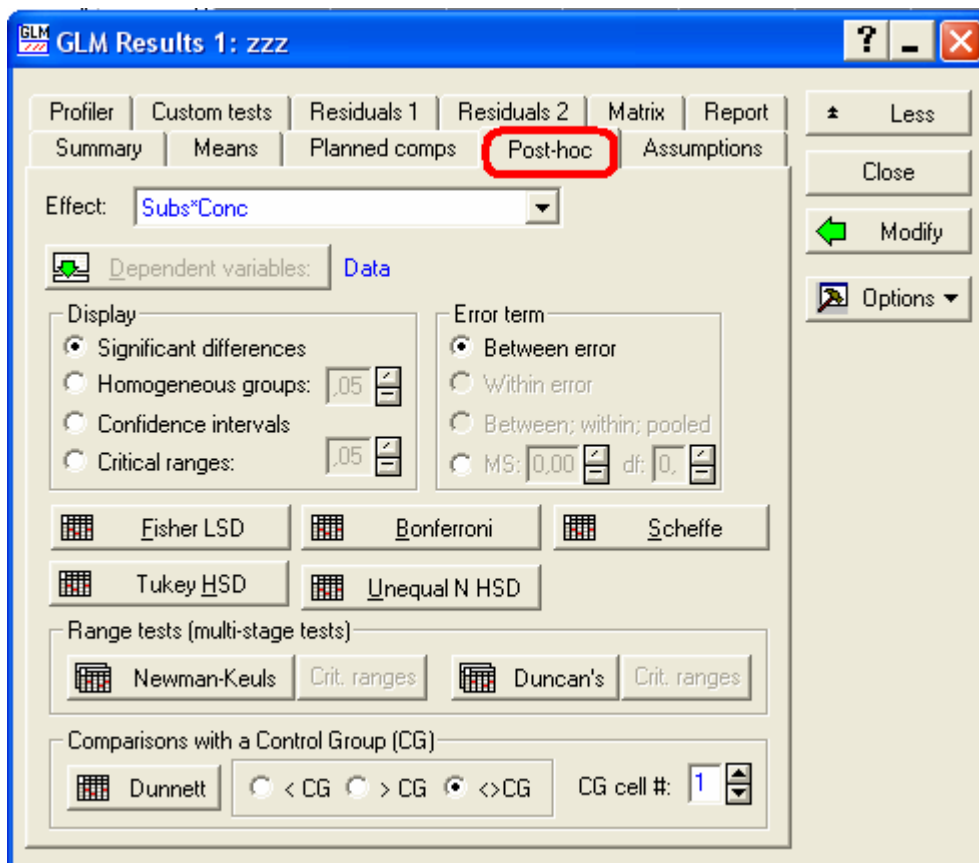 GLM
GLM Results 1: zzz
?
Profiler Custom tests Residuals 1 Residuals 2 Matrix Report
Summary Means Planned comps Post-hoc Assumptions
Less
Close
Modify
Options
Effect: Subs*Conc
Dependent variables: Data
Display
Significant differences
Homogeneous groups: ,05
Confidence intervals
Critical ranges: ,05
Error term
Between error
Within error
Between; within; pooled
MS: 0,00 df: 0,
Fisher LSD Bonferroni Scheffe
Tukey HSD Unequal N HSD
Range tests (multi-stage tests)
Newman-Keuls Crit. ranges Duncan's Crit. ranges
Comparisons with a Control Group (CG)
Dunnett < CG > CG <>CG CG cell #: 1